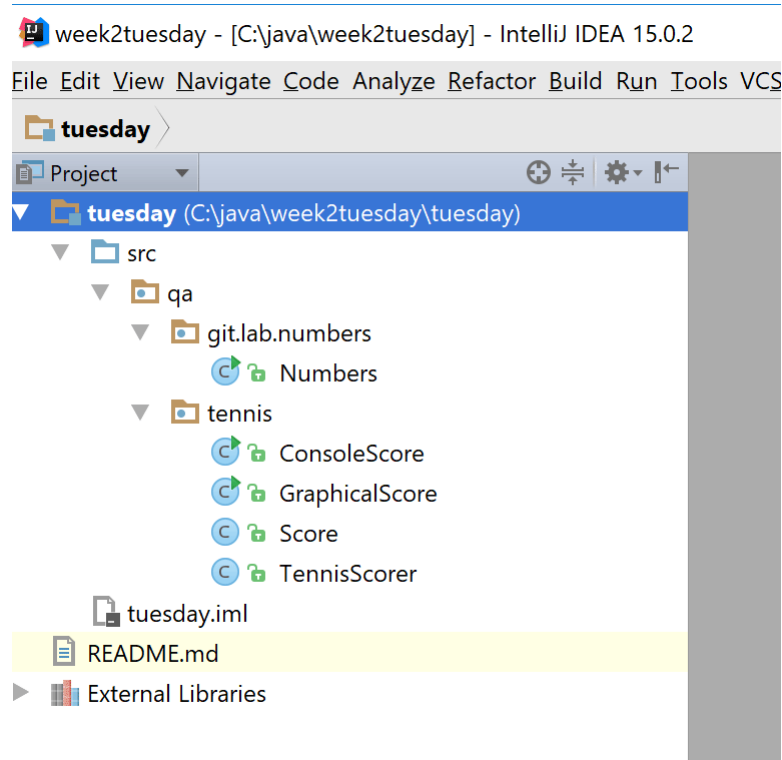 week2tuesday - [C:\java\week2tuesday] - IntelliJ IDEA 15.0.2
File Edit View Navigate Code Analyze Refactor Build Run Tools VCS
tuesday
Project
tuesday (C:\java\week2tuesday\tuesday)
src
qa
git.lab.numbers
Numbers
tennis
ConsoleScore
GraphicalScore
Score
TennisScorer
tuesday.iml
README.md
External Libraries